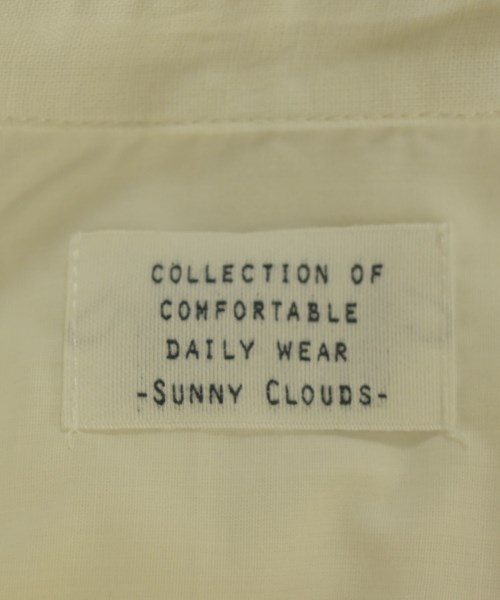 COLLECTION OF
COMFORTABLE
DAILY WEAR
-SUNNY CLOUDS-